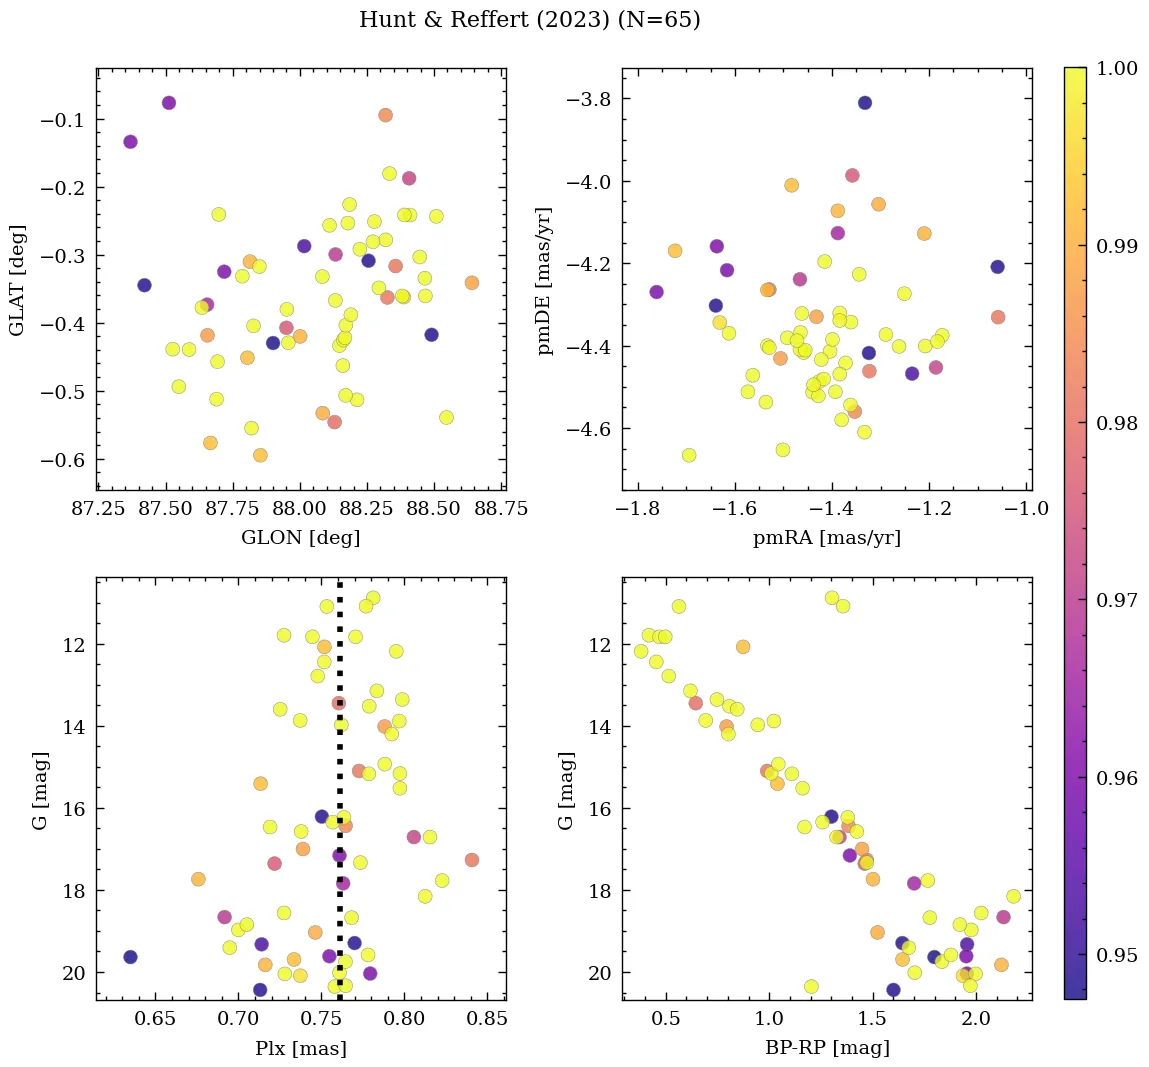 Hunt & Reffert (2023) (N=65)
GLAT [deg]
−0.1
−0.2
−0.3
−0.4
−0.5
−0.6
87.25 87.50 87.75 88.00 88.25 88.50 88.75
GLON [deg]
pmDE [mas/yr]
−3.8
−4.0
−4.2
−4.4
−4.6
−1.8 −1.6 −1.4 −1.2 −1.0
pmRA [mas/yr]
G [mag]
12
14
16
18
20
0.65 0.70 0.75 0.80 0.85
Plx [mas]
G [mag]
12
14
16
18
20
0.5 1.0 1.5 2.0
BP-RP [mag]
1.00
0.99
0.98
0.97
0.96
0.95